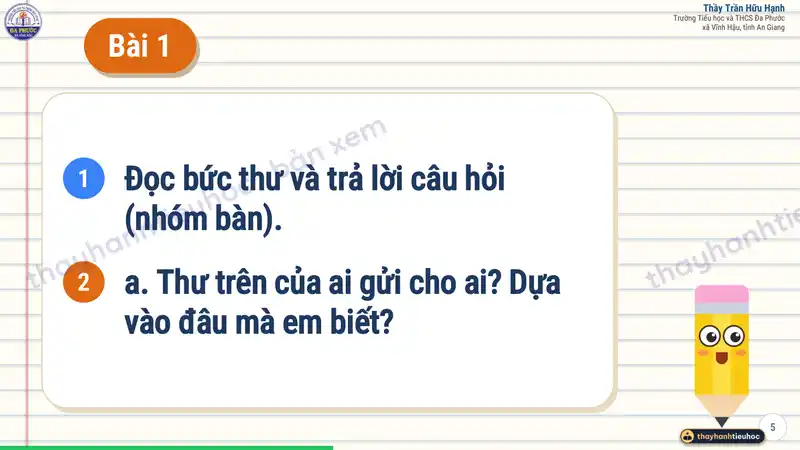 Thầy Trần Hữu Hạnh
Trường Tiểu học và THCS Đa Phước
xã Vĩnh Hậu, tỉnh An Giang
ĐA PHƯỚC
Bài 1
1
Đọc bức thư và trả lời câu hỏi
(nhóm bàn).
2
a. Thư trên của ai gửi cho ai? Dựa
vào đâu mà em biết?
5
thayhanhtieuhoc